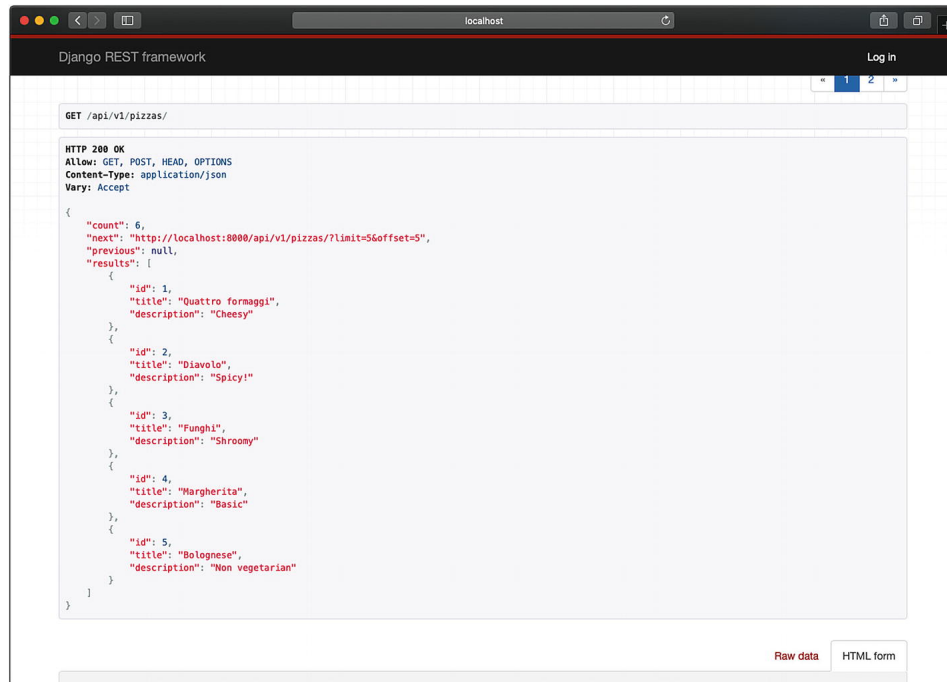 localhost
Django REST framework Log in
« 1 2 »
GET /api/v1/pizzas/
HTTP 200 OK
Allow: GET, POST, HEAD, OPTIONS
Content-Type: application/json
Vary: Accept
{
    "count": 6,
    "next": "http://localhost:8000/api/v1/pizzas/?limit=5&offset=5",
    "previous": null,
    "results": [
        {
            "id": 1,
            "title": "Quattro formaggi",
            "description": "Cheesy"
        },
        {
            "id": 2,
            "title": "Diavolo",
            "description": "Spicy!"
        },
        {
            "id": 3,
            "title": "Funghi",
            "description": "Shroomy"
        },
        {
            "id": 4,
            "title": "Margherita",
            "description": "Basic"
        },
        {
            "id": 5,
            "title": "Bolognese",
            "description": "Non vegetarian"
        }
    ]
}
Raw data HTML form